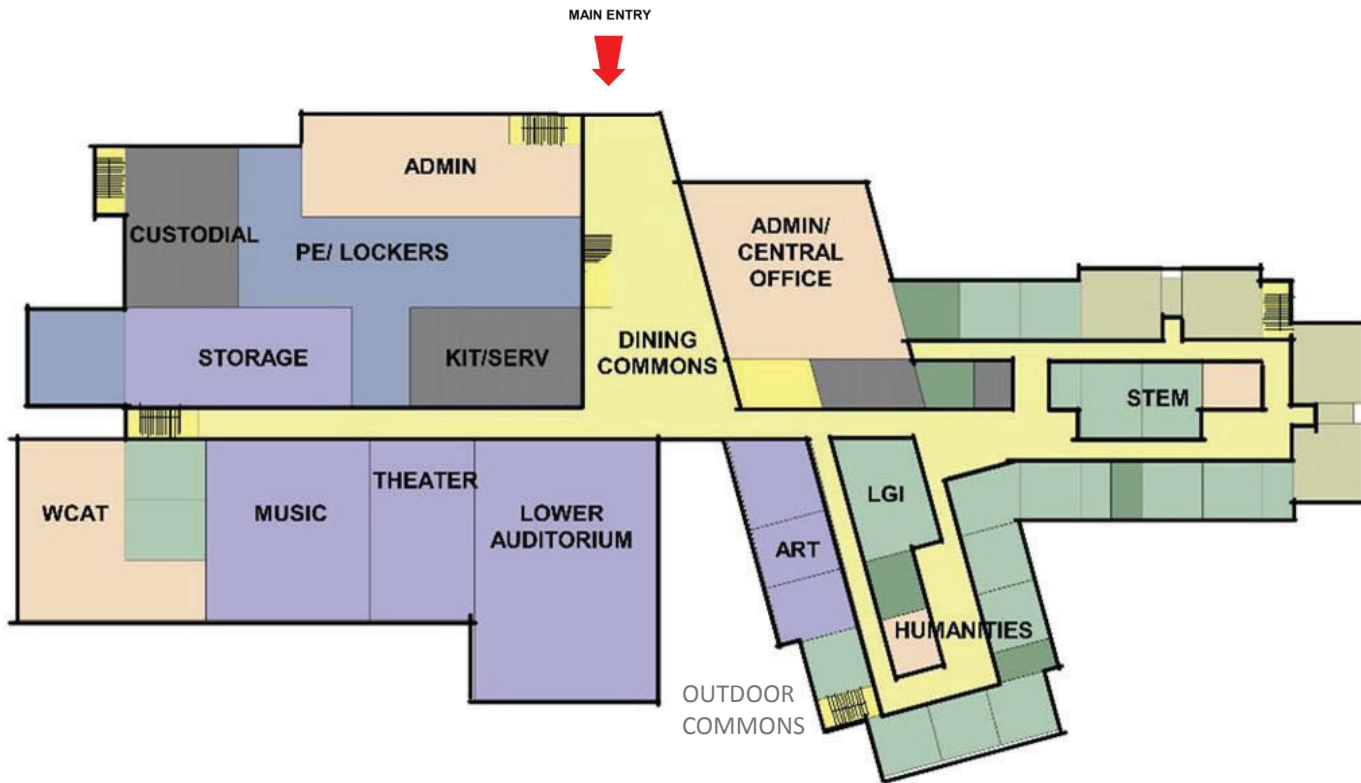 MAIN ENTRY
ADMIN
CUSTODIAL
PE/ LOCKERS
ADMIN/
CENTRAL
OFFICE
STORAGE
KIT/SERV
DINING
COMMONS
STEM
WCAT
MUSIC
THEATER
LOWER
AUDITORIUM
LGI
ART
HUMANITIES
OUTDOOR
COMMONS